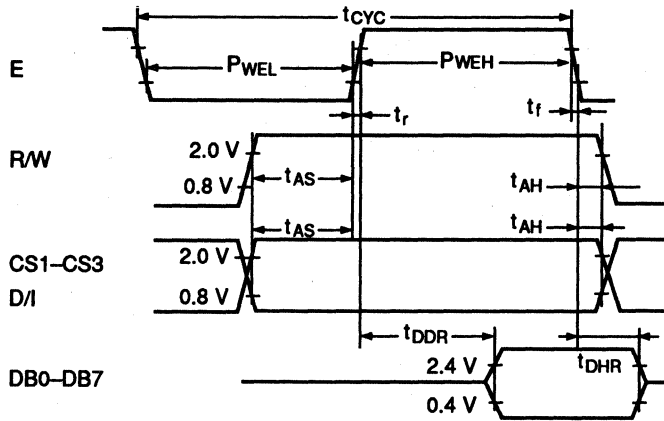 tCYC
E
PWEL
PWEH
tr
tf
R/W
2.0 V
0.8 V
tAS
tAH
tAS
tAH
CS1–CS3
2.0 V
D/I
0.8 V
tDDR
tDHR
DB0–DB7
2.4 V
0.4 V